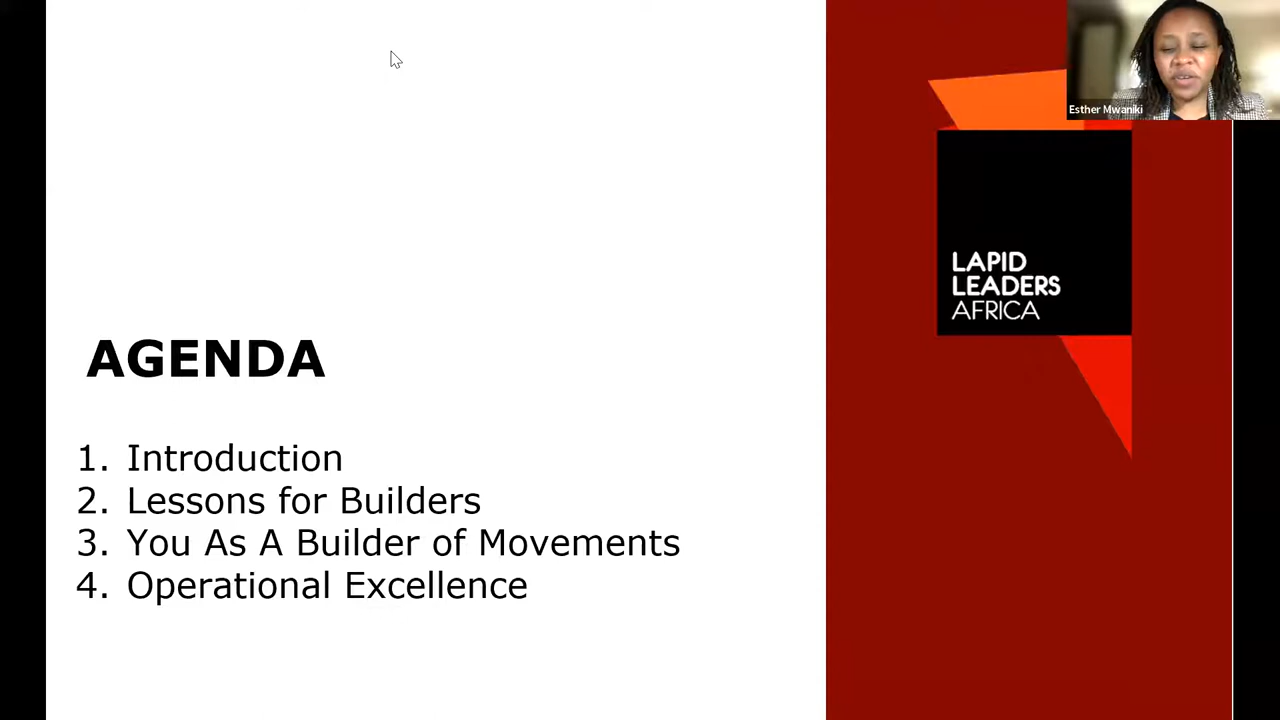 Esther Mwaniki
LAPID
LEADERS
AFRICA
AGENDA
1. Introduction
2. Lessons for Builders
3. You As A Builder of Movements
4. Operational Excellence